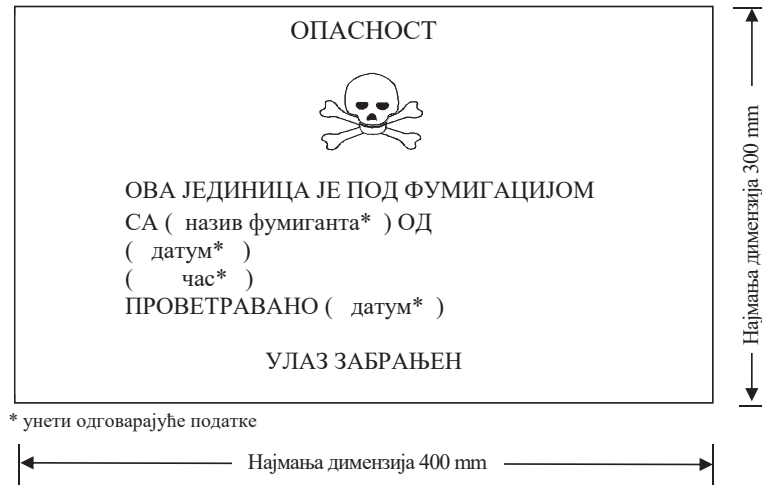 ОПАСНОСТ
ОВА ЈЕДИНИЦА ЈЕ ПОД ФУМИГАЦИЈОМ
СА ( назив фумиганта* ) ОД
( датум* )
( час* )
ПРОВЕТРАВАНО ( датум* )
УЛАЗ ЗАБРАЊЕН
Најмања димензија 300 mm
* унети одговарајуће податке
Најмања димензија 400 mm